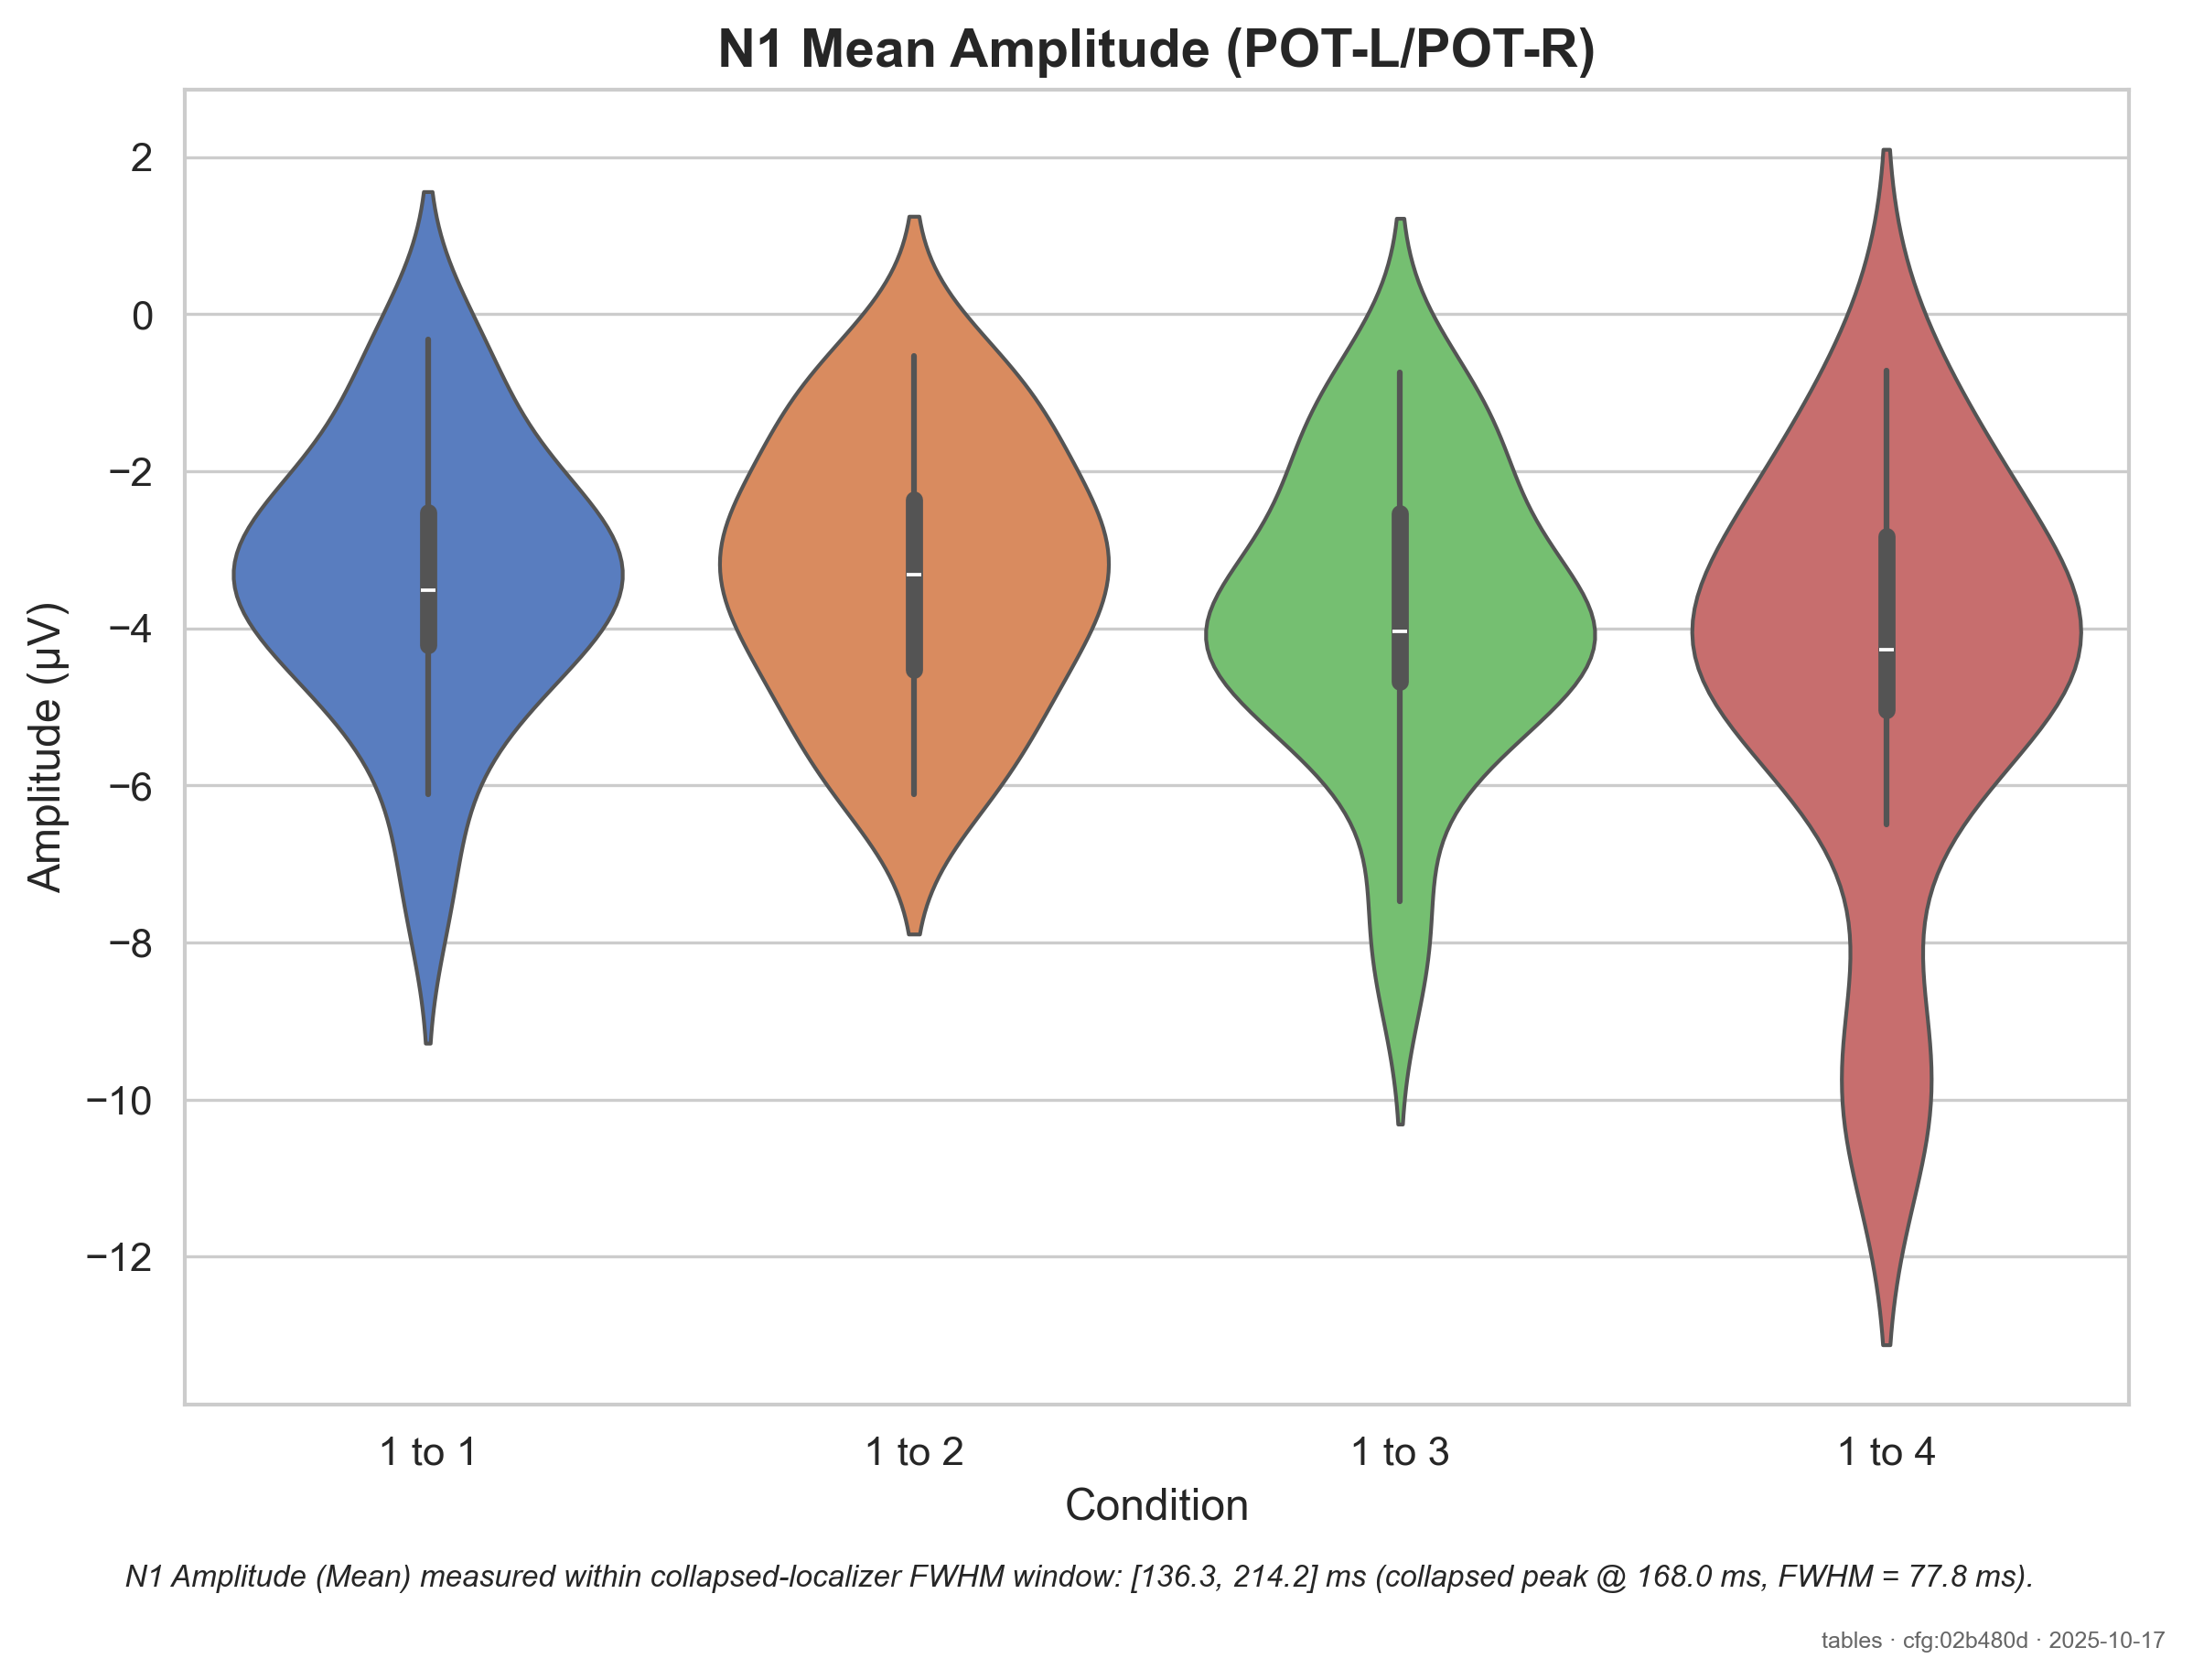 N1 Mean Amplitude (POT-L/POT-R)
Amplitude (µV)
2
0
−2
−4
−6
−8
−10
−12
1 to 1
1 to 2
1 to 3
1 to 4
Condition
N1 Amplitude (Mean) measured within collapsed-localizer FWHM window: [136.3, 214.2] ms (collapsed peak @ 168.0 ms, FWHM = 77.8 ms).
tables · cfg:02b480d · 2025-10-17